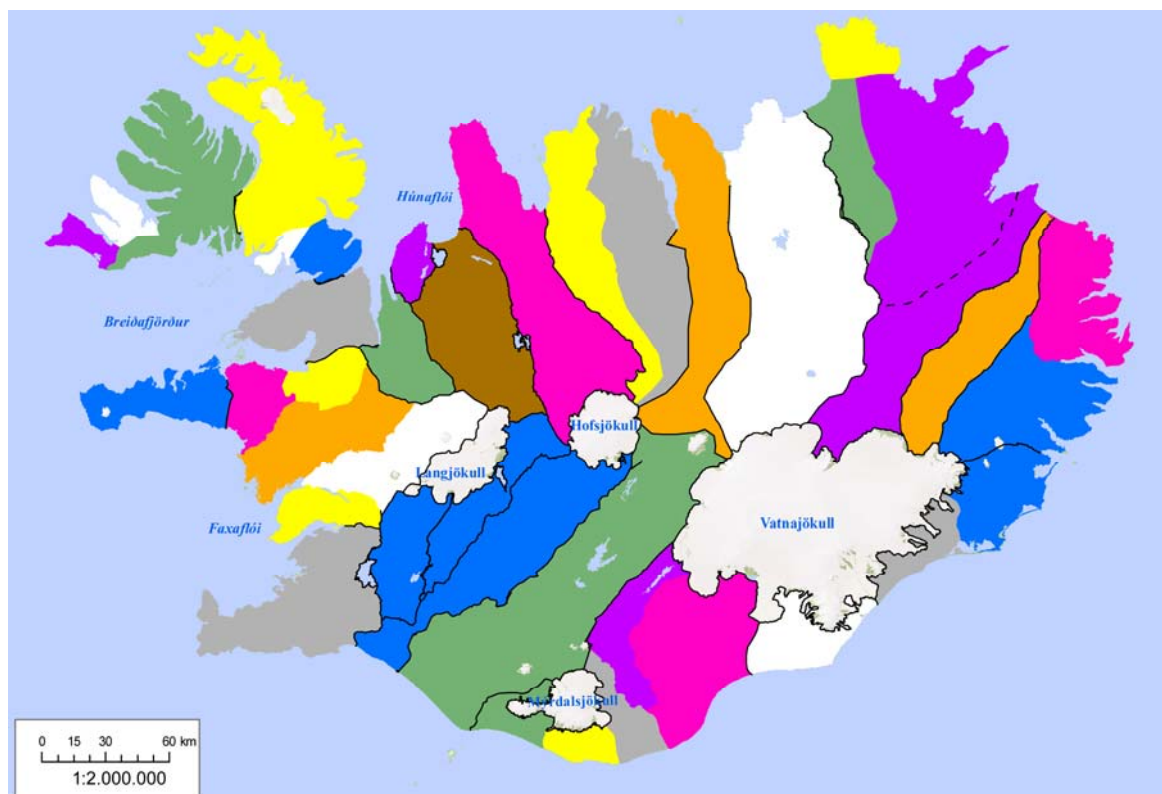 Húnaflói
Breiðafjörður
Hofsjökull
Langjökull
Vatnajökull
Faxaflói
Mýrdalsjökull
0 15 30 60 km
1:2.000.000